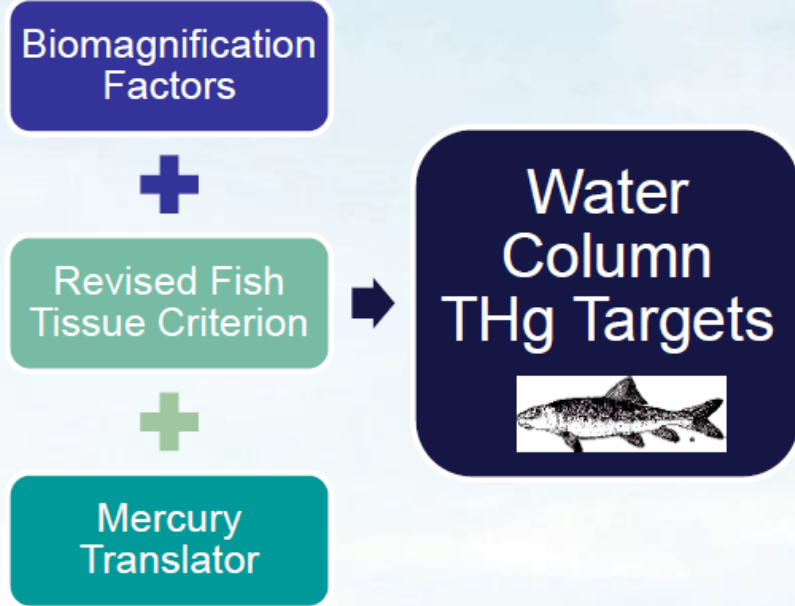 Biomagnification
Factors
Revised Fish
Tissue Criterion
Mercury
Translator
Water
Column
THg Targets